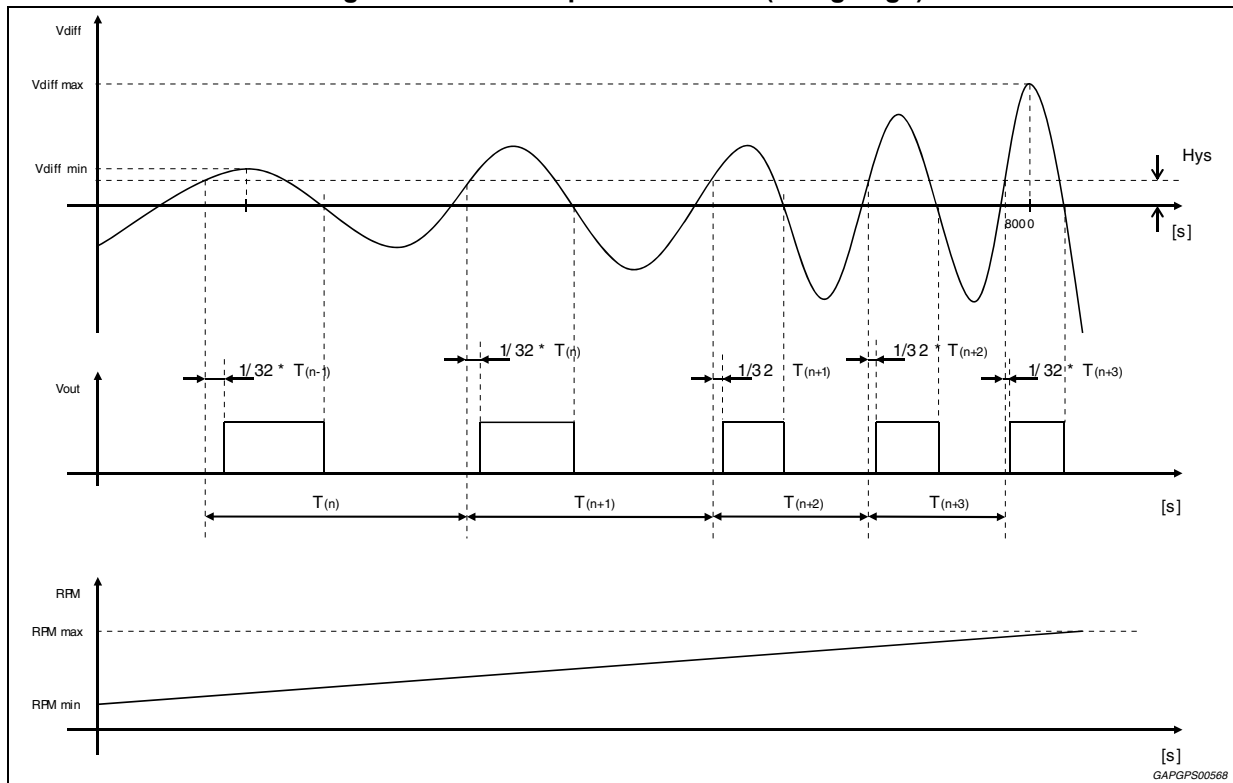 Vdiff
Vdiff max
Vdiff min
Hys
8000
[s]
1/32 * T(n-1)
1/32 * T(n)
1/32 T(n+1)
1/32 * T(n+2)
1/32 * T(n+3)
Vout
T(n)
T(n+1)
T(n+2)
T(n+3)
[s]
RPM
RPM max
RPM min
[s]
GAPGPS00568